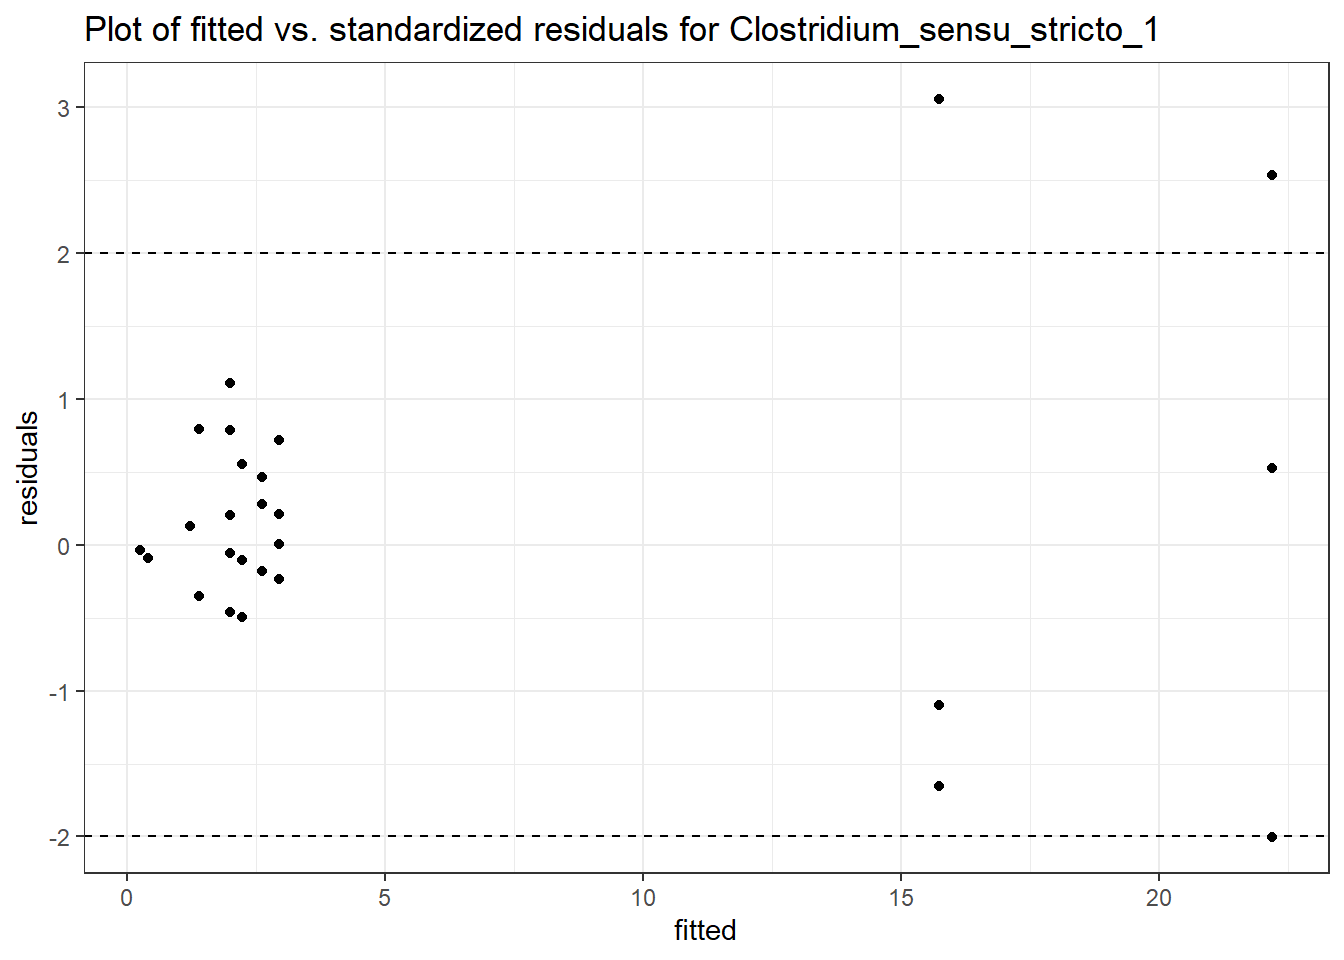 Plot of fitted vs. standardized residuals for Clostridium_sensu_stricto_1
3
2
1
0
-1
-2
residuals
0 5 10 15 20
fitted